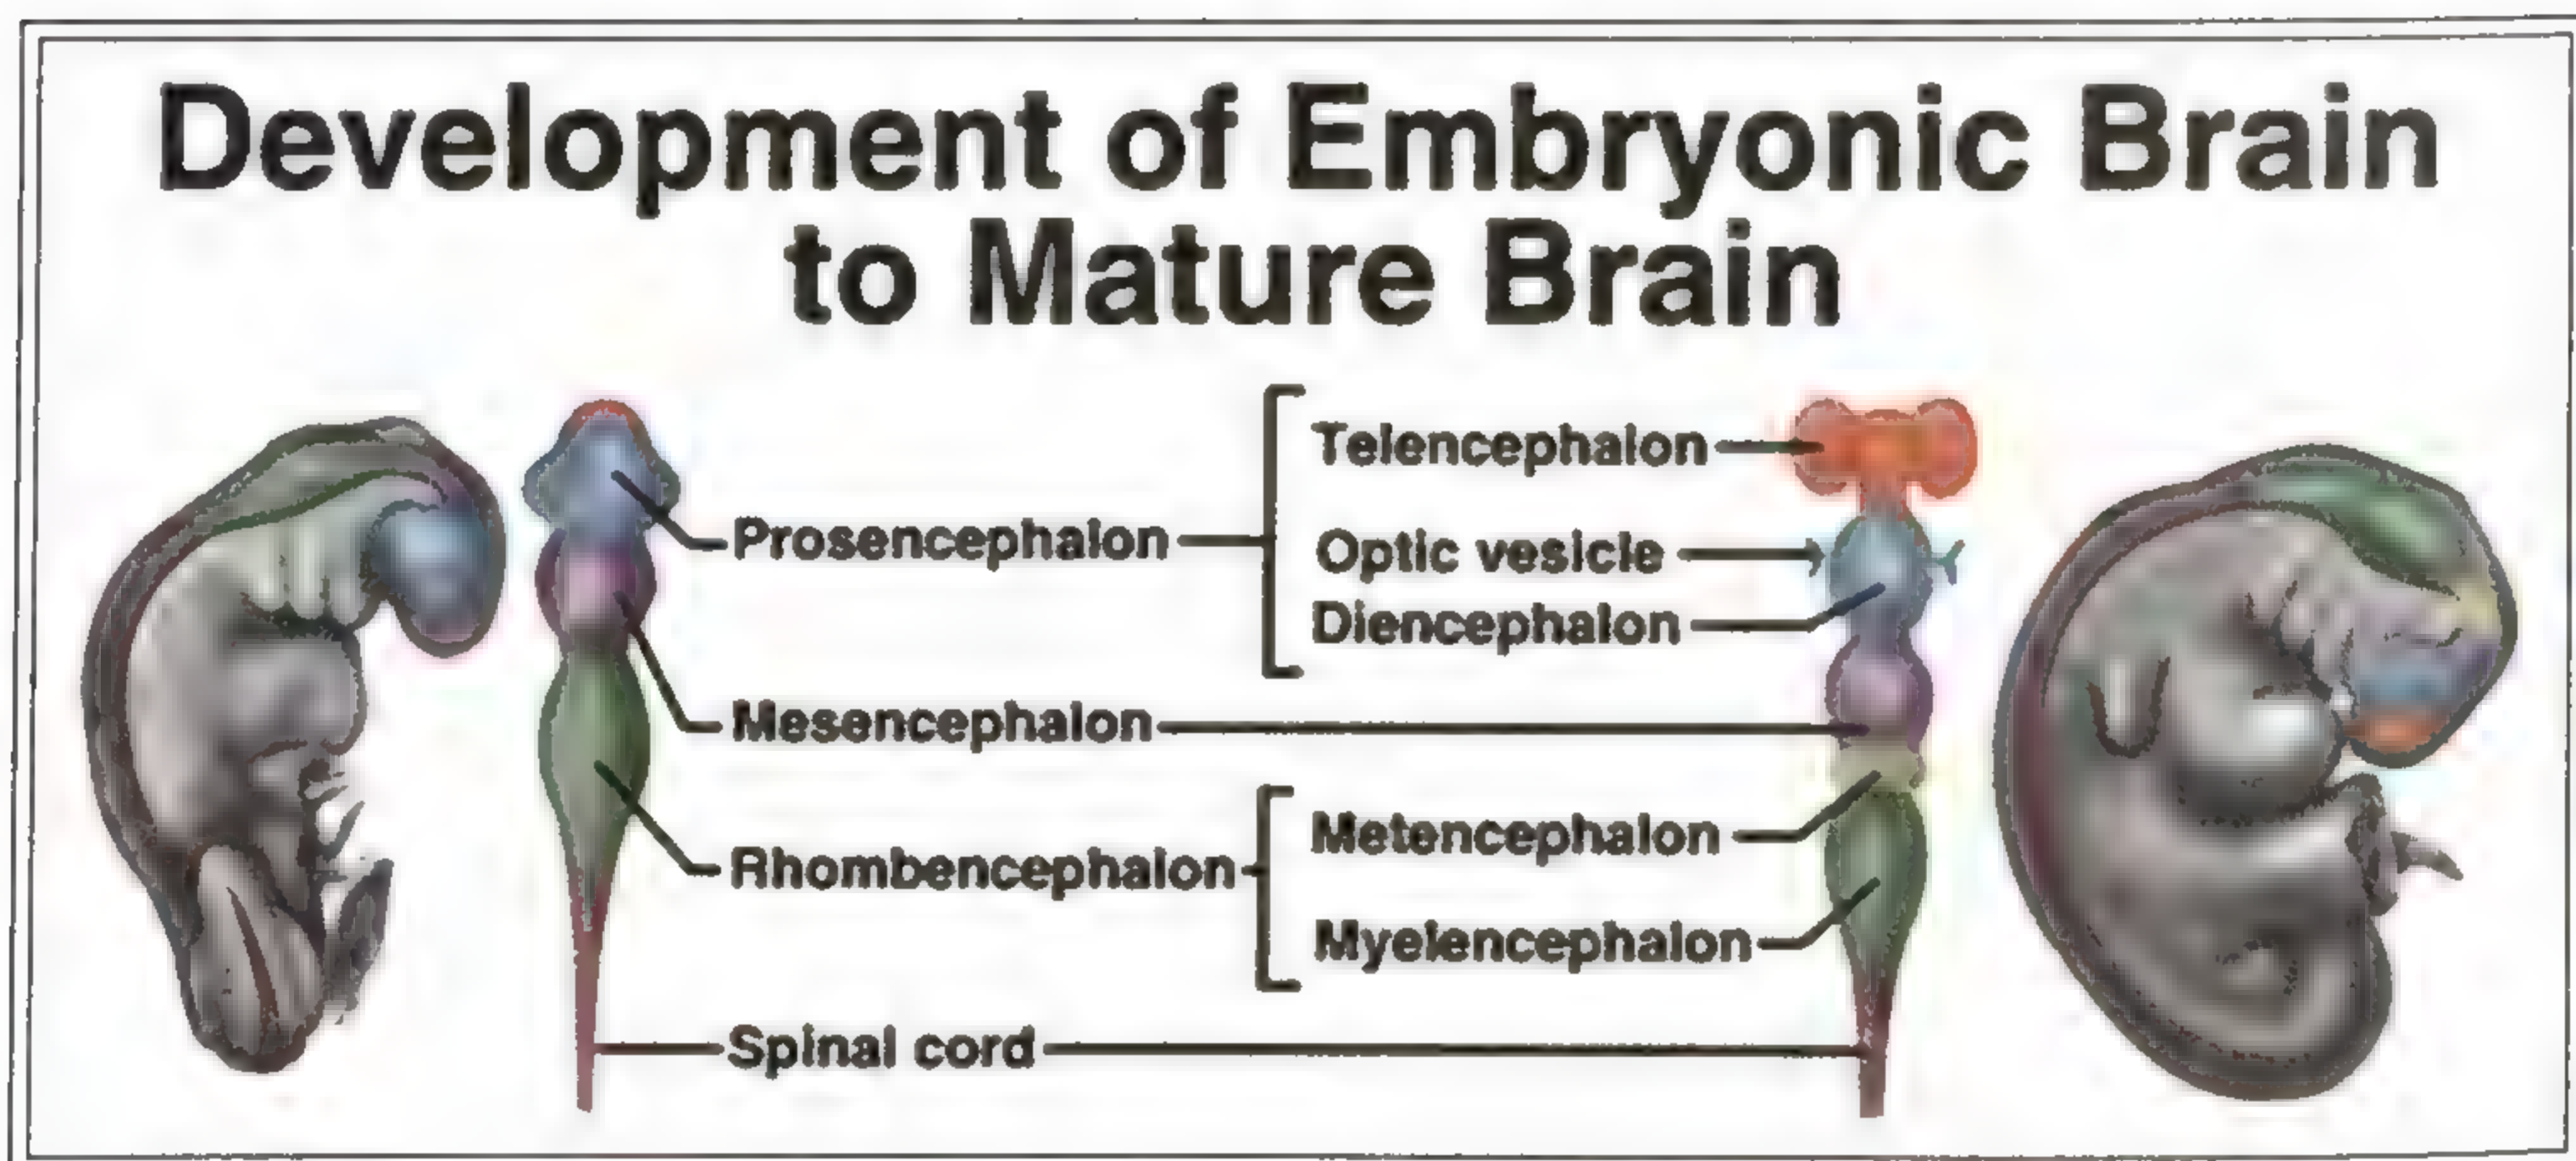 Development of Embryonic Brain
to Mature Brain
Telencephalon
Optic vesicle
Prosencephalon
Diencephalon
Mesencephalon
Metencephalon
Rhombencephalon
Myelencephalon
Spinal cord